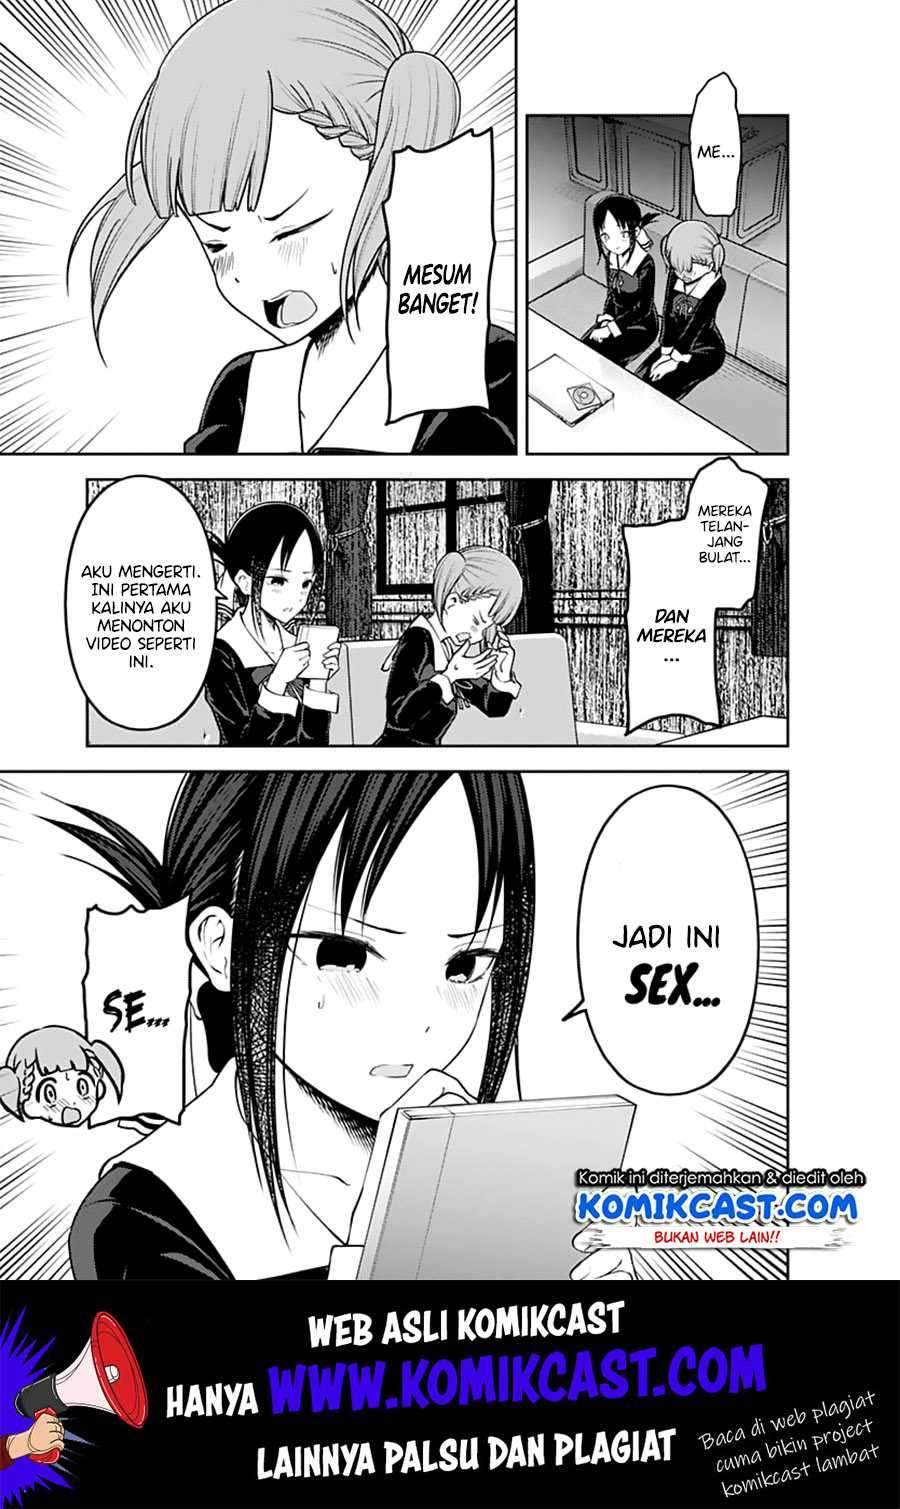 ME...
MESUM
BANGET!
MEREKA
TELAN-
JANG
BULAT...
DAN
MEREKA
...
AKU MENGERTI.
INI PERTAMA
KALINYA AKU
MENONTON
VIDEO SEPERTI
INI.
JADI INI
SEX...
SE...
Komik ini diterjemahkan & diedit oleh
KOMIKCAST.COM
BUKAN WEB LAIN!!
WEB ASLI KOMIKCAST
HANYA WWW.KOMIKCAST.COM
LAINNYA PALSU DAN PLAGIAT
Baca di web plagiat
cuma bikin project
komikcast lambat